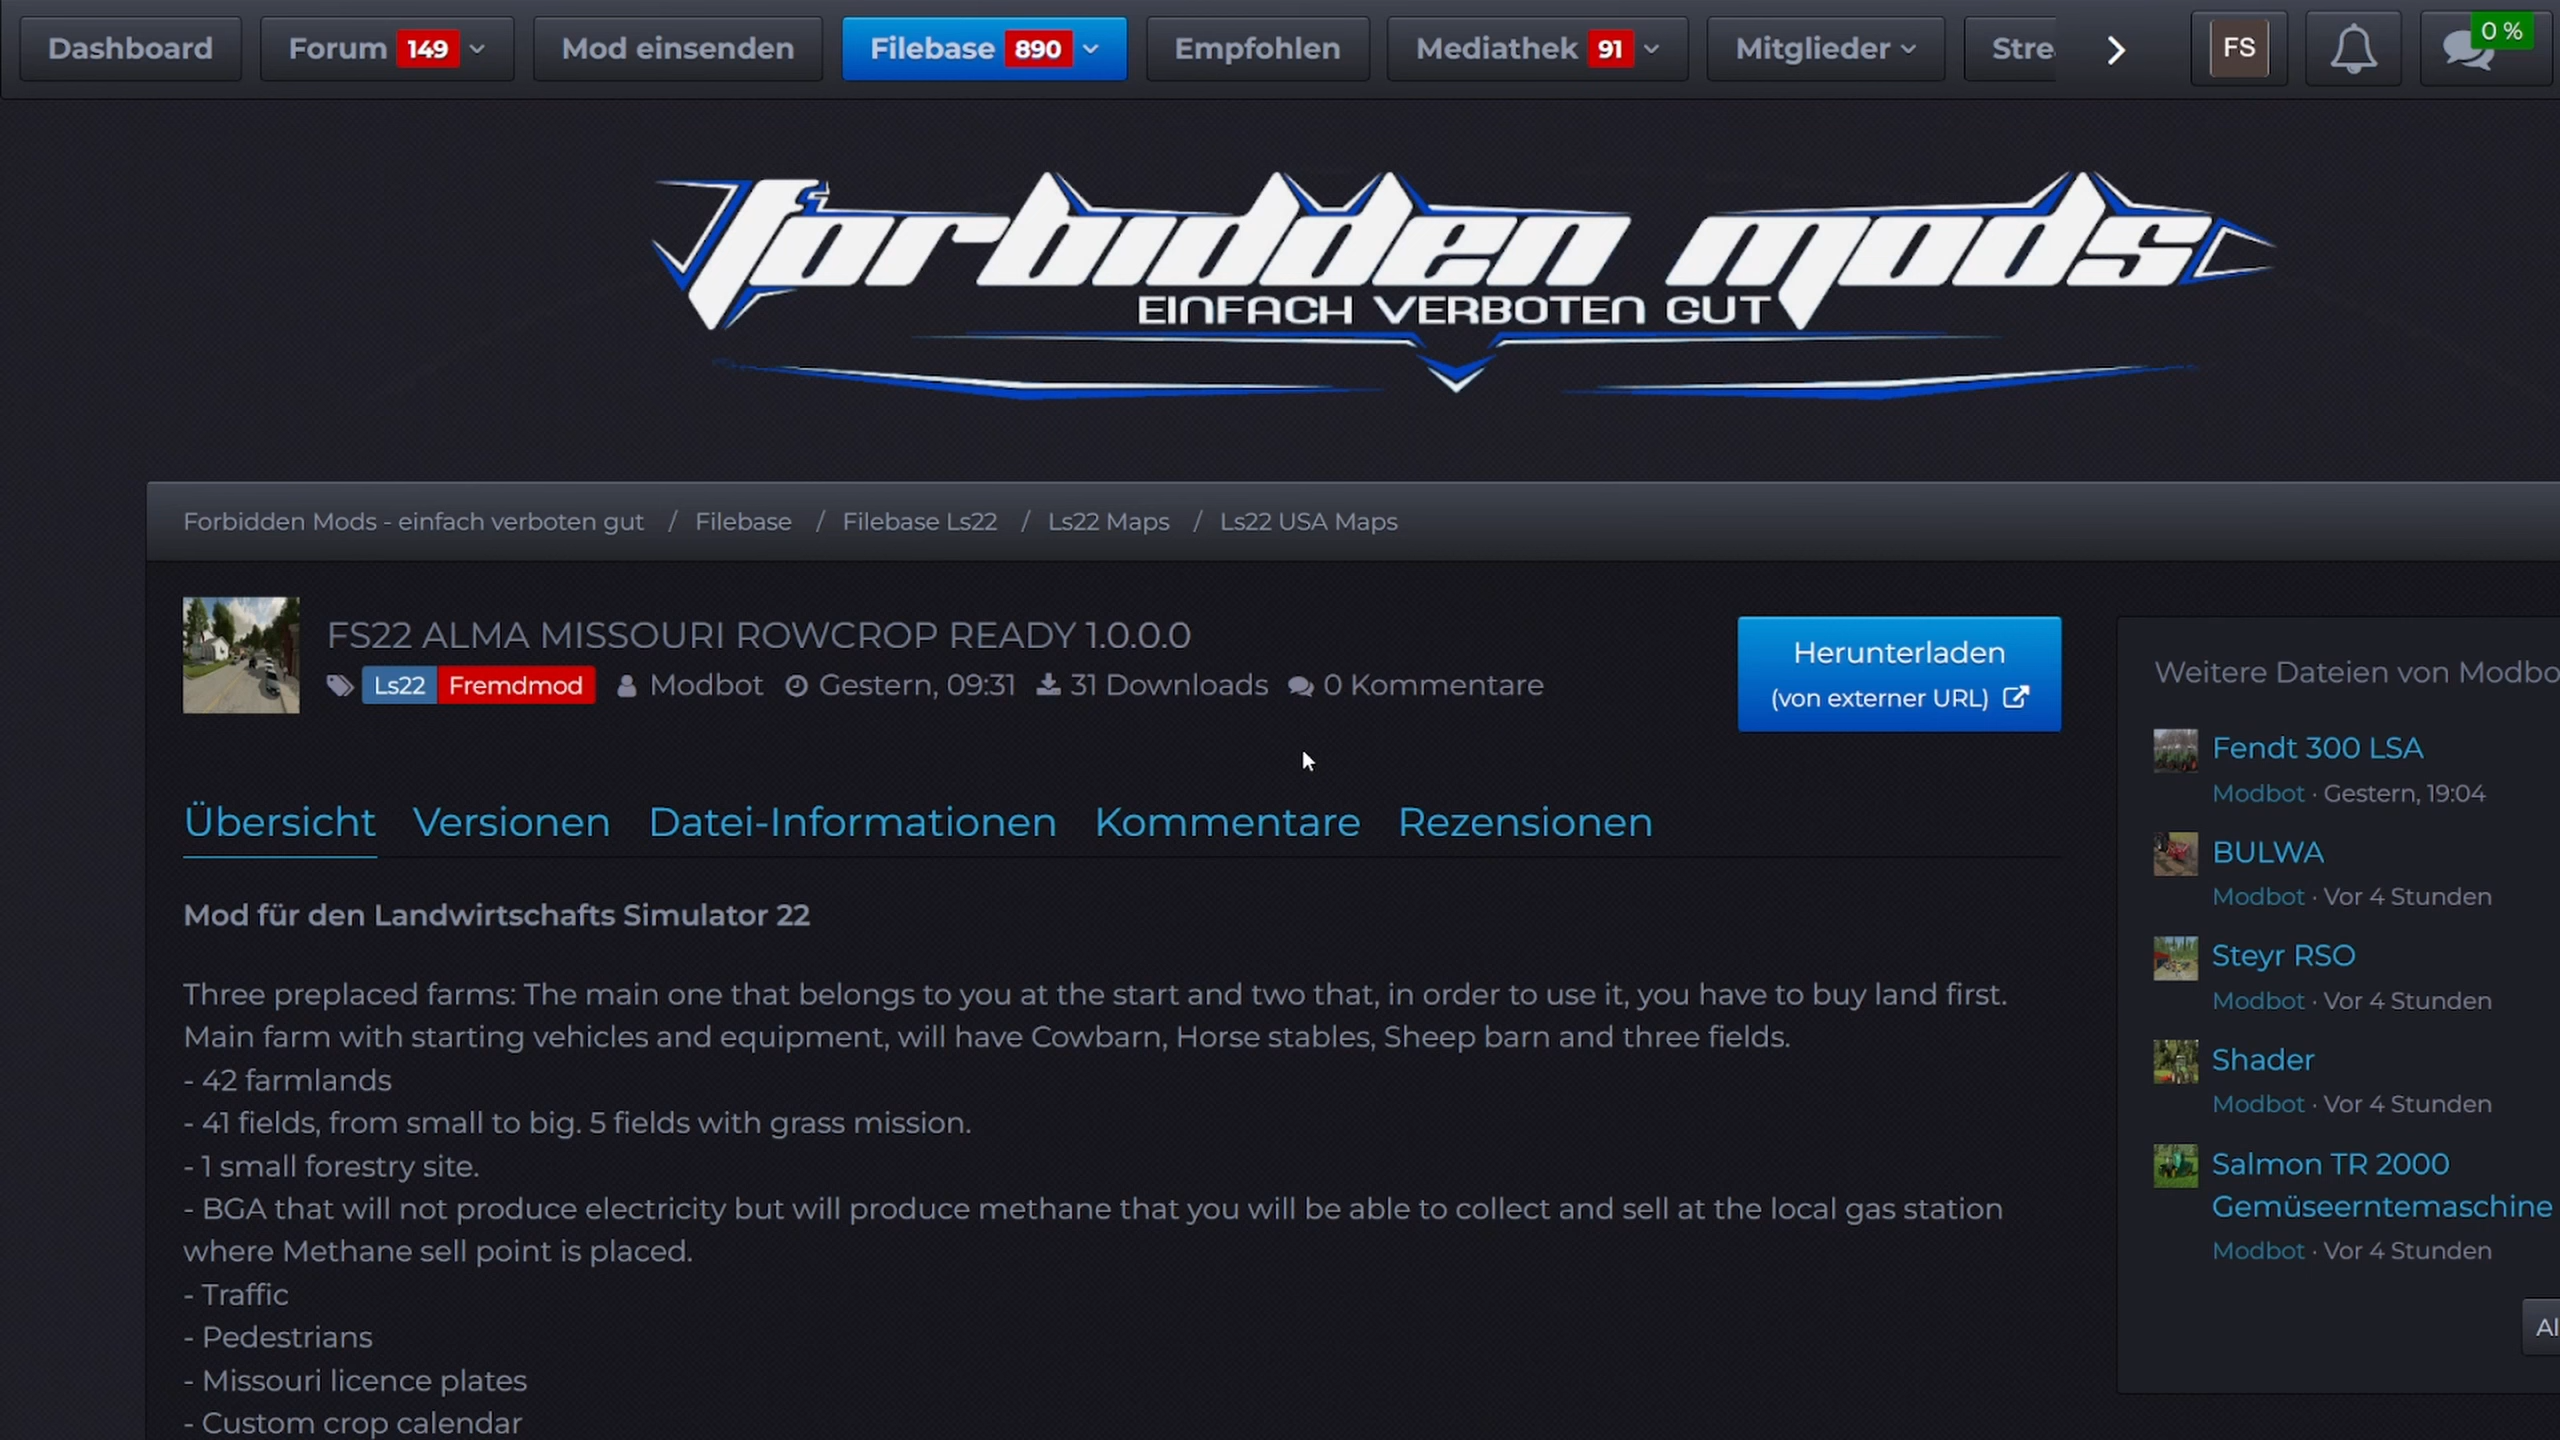 Dashboard
Forum 149
Mod einsenden
Filebase 890
Empfohlen
Mediathek 91
Mitglieder
Stre
FS
0 %
forbidden mods
EINFACH VERBOTEN GUT
Forbidden Mods - einfach verboten gut / Filebase / Filebase Ls22 / Ls22 Maps / Ls22 USA Maps
FS22 ALMA MISSOURI ROWCROP READY 1.0.0.0
Ls22 Fremdmod Modbot Gestern, 09:31 31 Downloads 0 Kommentare
Herunterladen
(von externer URL)
Übersicht Versionen Datei-Informationen Kommentare Rezensionen
Mod für den Landwirtschafts Simulator 22
Three preplaced farms: The main one that belongs to you at the start and two that, in order to use it, you have to buy land first.
Main farm with starting vehicles and equipment, will have Cowbarn, Horse stables, Sheep barn and three fields.
- 42 farmlands
- 41 fields, from small to big. 5 fields with grass mission.
- 1 small forestry site.
- BGA that will not produce electricity but will produce methane that you will be able to collect and sell at the local gas station
where Methane sell point is placed.
- Traffic
- Pedestrians
- Missouri licence plates
- Custom crop calendar
Weitere Dateien von Modbo
Fendt 300 LSA
Modbot · Gestern, 19:04
BULWA
Modbot · Vor 4 Stunden
Steyr RSO
Modbot · Vor 4 Stunden
Shader
Modbot · Vor 4 Stunden
Salmon TR 2000
Gemüseerntemaschine
Modbot · Vor 4 Stunden
Al